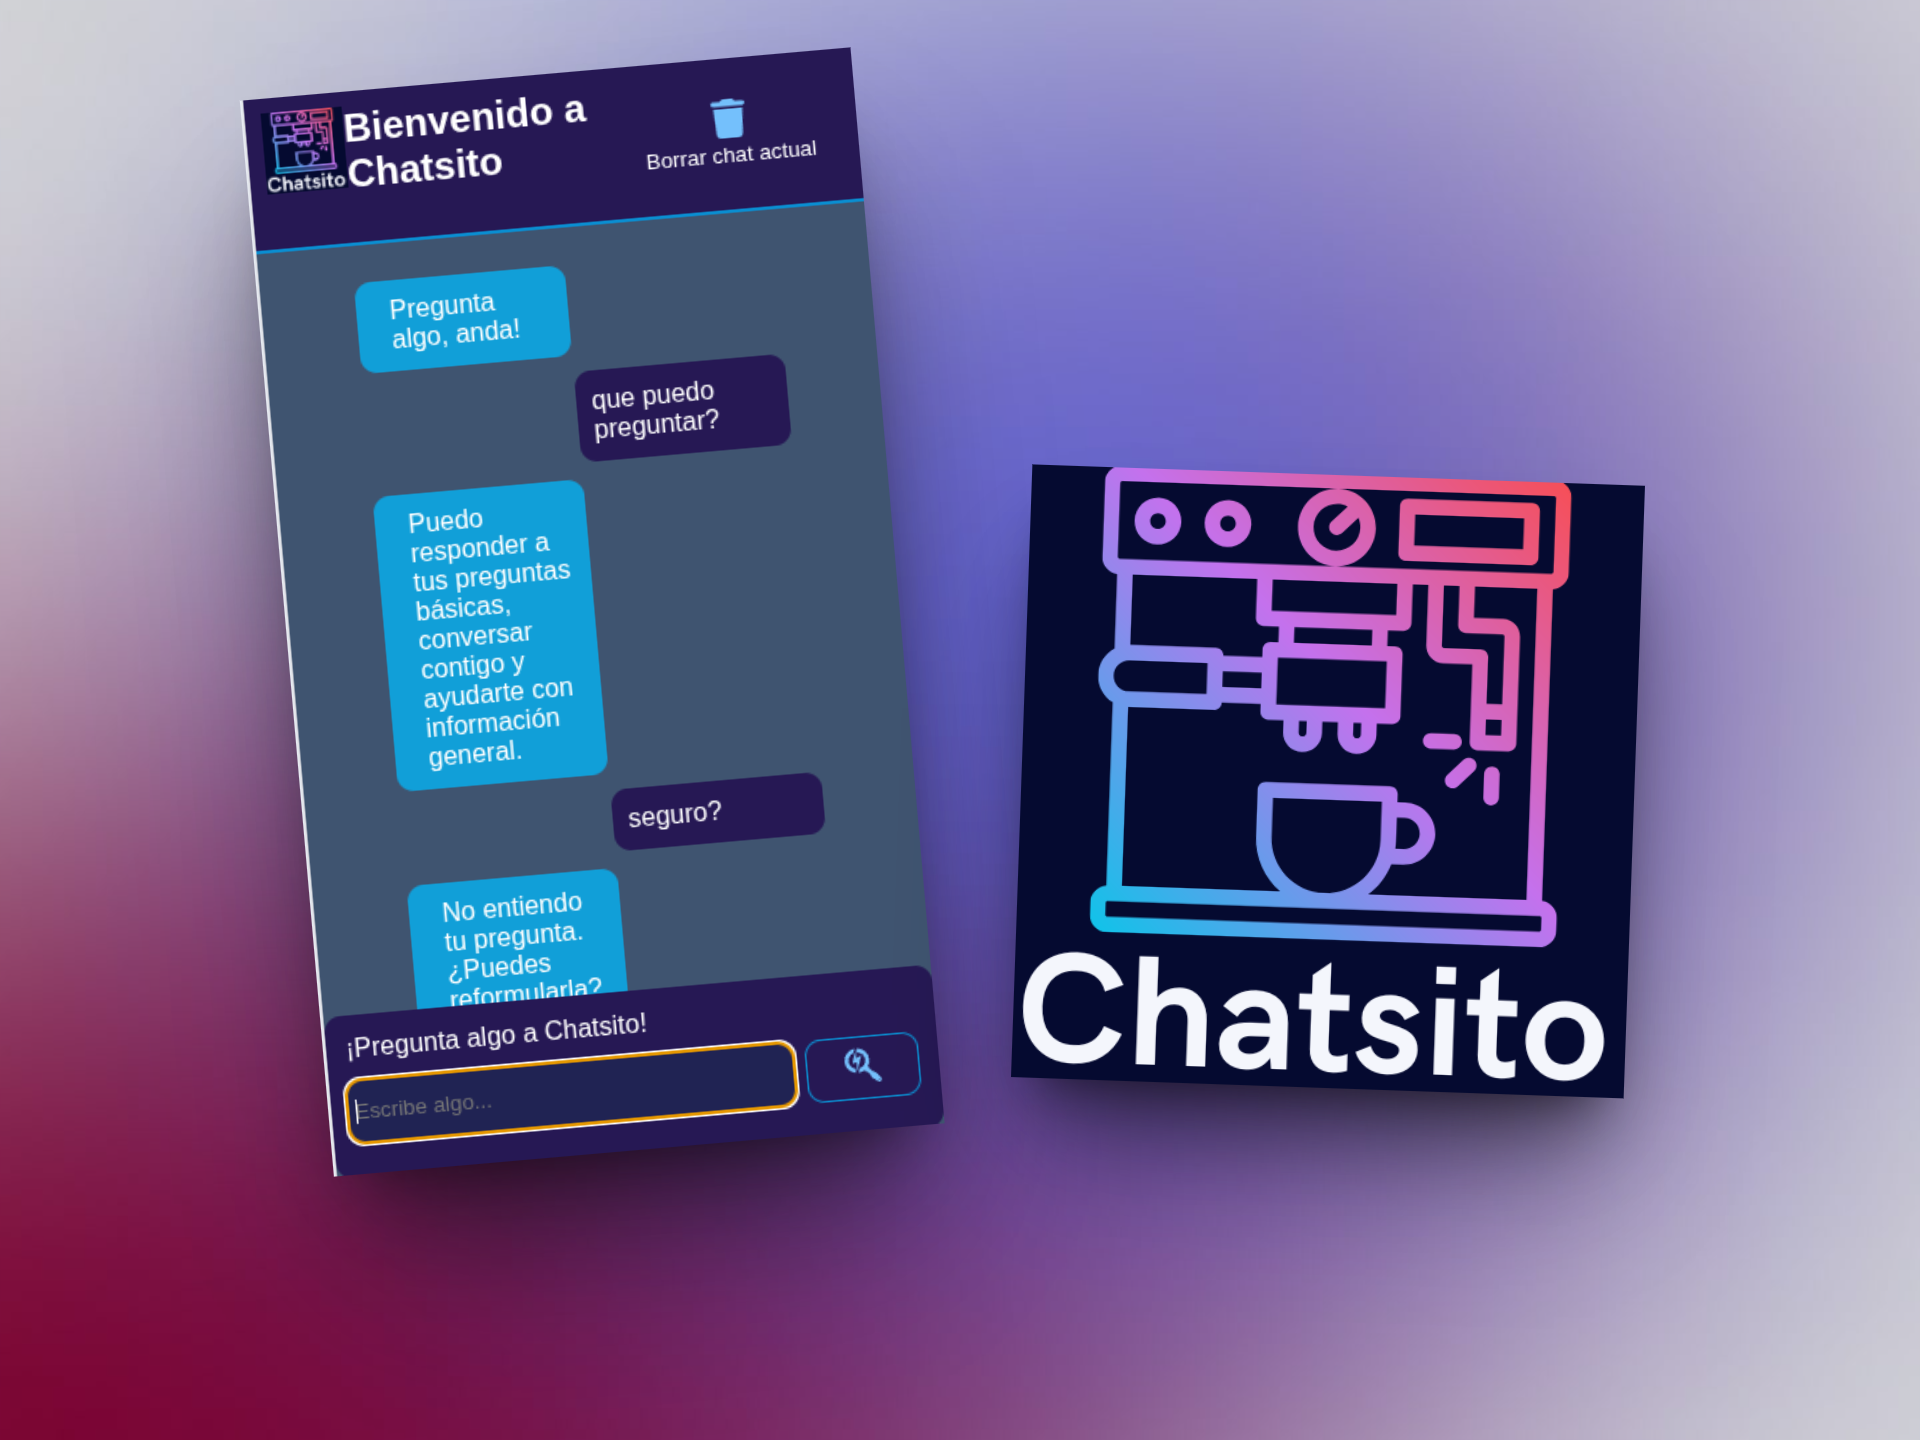 Bienvenido a
Chatsito
Chatsito
Borrar chat actual
Pregunta
algo, anda!
que puedo
preguntar?
Puedo
responder a
tus preguntas
básicas,
conversar
contigo y
ayudarte con
información
general.
seguro?
No entiendo
tu pregunta.
¿Puedes
reformularla?
¡Pregunta algo a Chatsito!
Escribe algo...
Chatsito